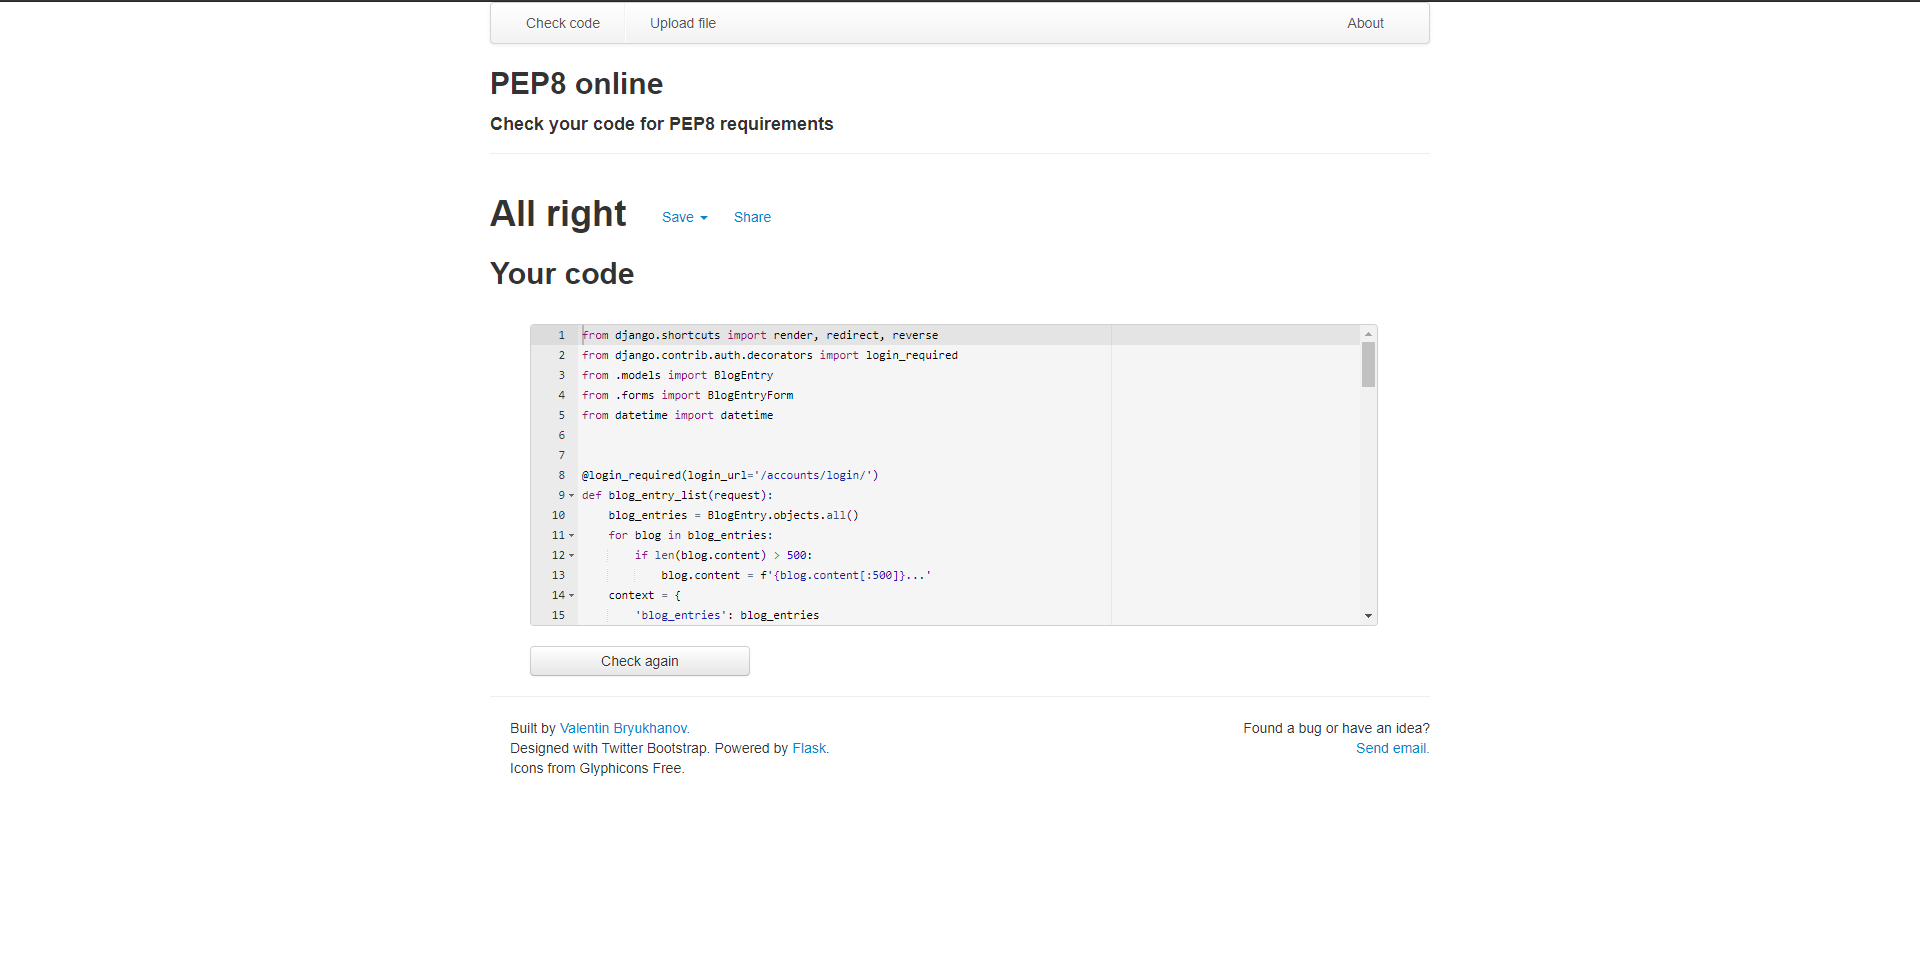 Check code Upload file About
PEP8 online
Check your code for PEP8 requirements
All right Save Share
Your code
1 from django.shortcuts import render, redirect, reverse
2 from django.contrib.auth.decorators import login_required
3 from .models import BlogEntry
4 from .forms import BlogEntryForm
5 from datetime import datetime
6
7
8 @login_required(login_url='/accounts/login/')
9 def blog_entry_list(request):
10 blog_entries = BlogEntry.objects.all()
11 for blog in blog_entries:
12 if len(blog.content) > 500:
13 blog.content = f'{blog.content[:500]}...'
14 context = {
15 'blog_entries': blog_entries
Check again
Built by Valentin Bryukhanov. Found a bug or have an idea?
Designed with Twitter Bootstrap. Powered by Flask. Send email.
Icons from Glyphicons Free.